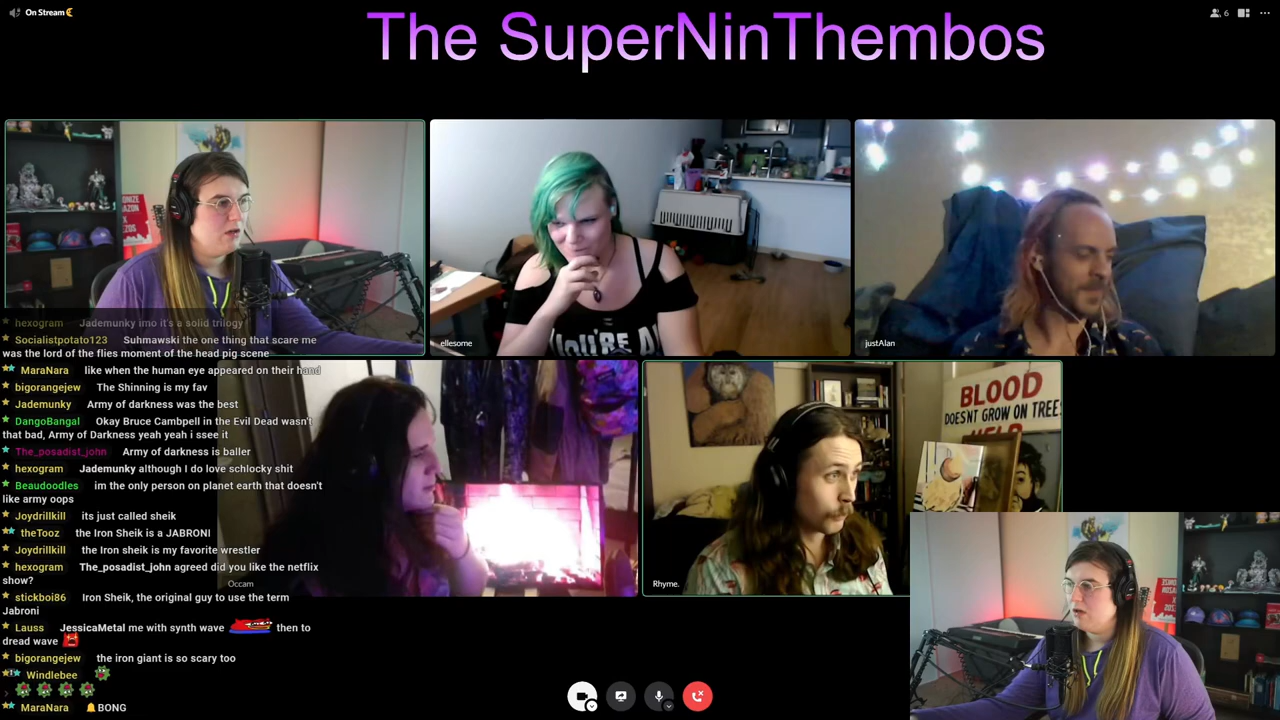 On Stream
6
The SuperNinThembos
ellesome
justAlan
hexogram Jademunky imo it's a solid trilogy
Socialistpotato123 Suhmawski the one thing that scare me
was the lord of the flies moment of the head pig scene
MaraNara like when the human eye appeared on their hand
bigorangejew The Shinning is my fav
Jademunky Army of darkness was the best
DangoBangal Okay Bruce Cambpell in the Evil Dead wasn't
that bad, Army of Darkness yeah yeah i ssee it
The_posadist_john Army of darkness is baller
hexogram Jademunky although I do love schlocky shit
Beaudoodles im the only person on planet earth that doesn't
like army oops
Joydrillkill its just called sheik
theTooz the Iron Sheik is a JABRONI
Joydrillkill the Iron sheik is my favorite wrestler
hexogram The_posadist_john agreed did you like the netflix
show?
stickboi86 Iron Sheik, the original guy to use the term
Jabroni
Lauss JessicaMetal me with synth wave then to
dread wave
bigorangejew the iron giant is so scary too
Windlebee
MaraNara BONG
Occam
Rhyme.
YOU'RE A
BLOOD
DOESN'T GROW ON TREES
HELP